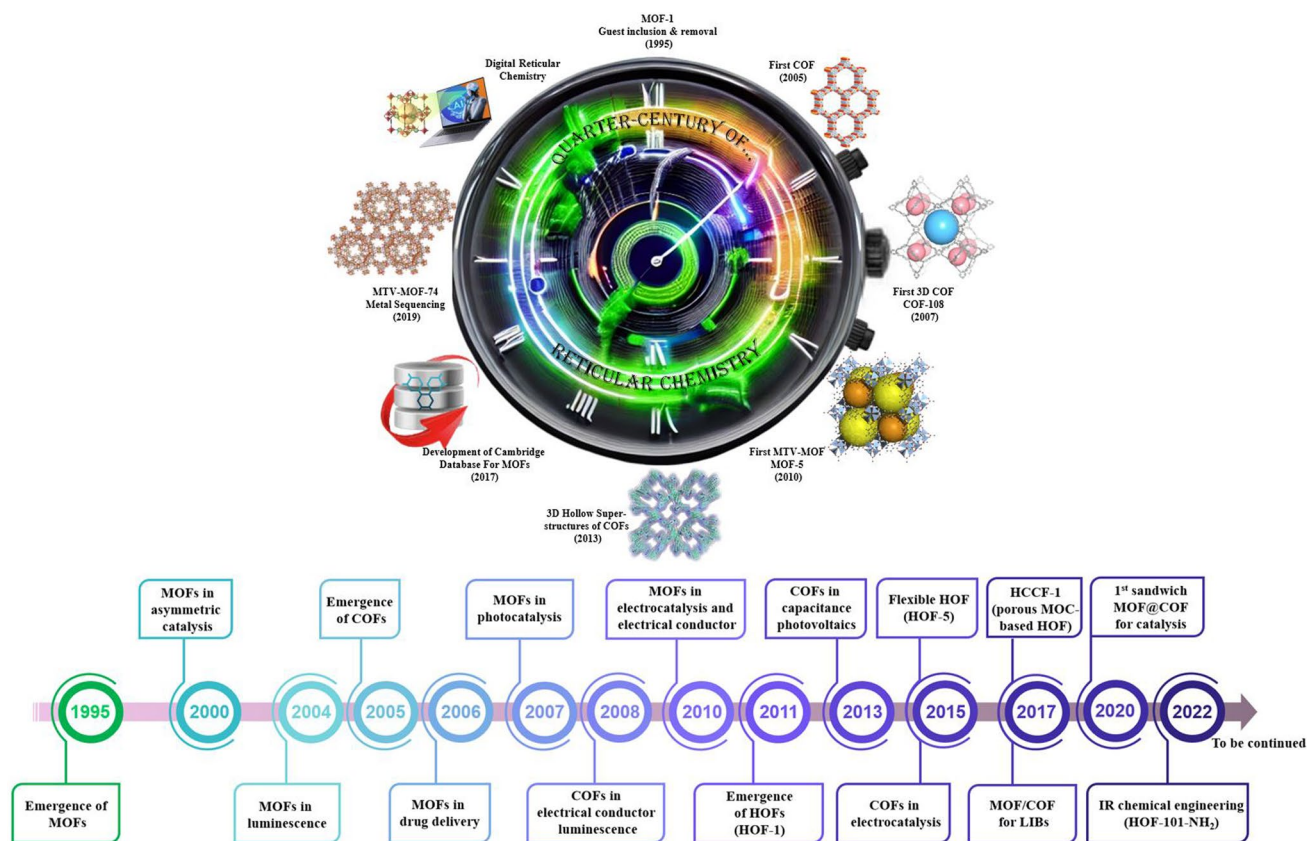 MOF-1
Guest inclusion & removal
(1995)
Digital Reticular
Chemistry
First COF
(2005)
QUARTER-CENTURY OF...
RETICULAR CHEMISTRY
MTV-MOF-74
Metal Sequencing
(2019)
First 3D COF
COF-108
(2007)
Development of Cambridge
Database For MOFs
(2017)
First MTV-MOF
MOF-5
(2010)
3D Hollow Super-
structures of COFs
(2013)
MOFs in
asymmetric
catalysis
Emergence
of COFs
MOFs in
photocatalysis
MOFs in
electrocatalysis and
electrical conductor
COFs in
capacitance
photovoltaics
Flexible HOF
(HOF-5)
HCCF-1
(porous MOC-
based HOF)
1st sandwich
MOF@COF
for catalysis
1995
2000
2004
2005
2006
2007
2008
2010
2011
2013
2015
2017
2020
2022
To be continued
Emergence of
MOFs
MOFs in
luminescence
MOFs in
drug delivery
COFs in
electrical conductor
luminescence
Emergence
of HOFs
(HOF-1)
COFs in
electrocatalysis
MOF/COF
for LIBs
IR chemical engineering
(HOF-101-NH2)